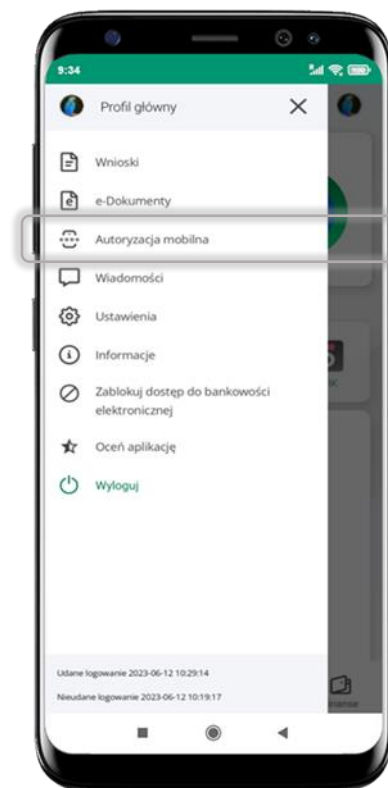 9:34
Profil główny
Wnioski
e-Dokumenty
Autoryzacja mobilna
Wiadomości
Ustawienia
Informacje
Zablokuj dostęp do bankowości
elektronicznej
Oceń aplikację
Wyloguj
Udane logowanie 2023-06-12 10:29:14
Nieudane logowanie 2023-06-12 10:19:17